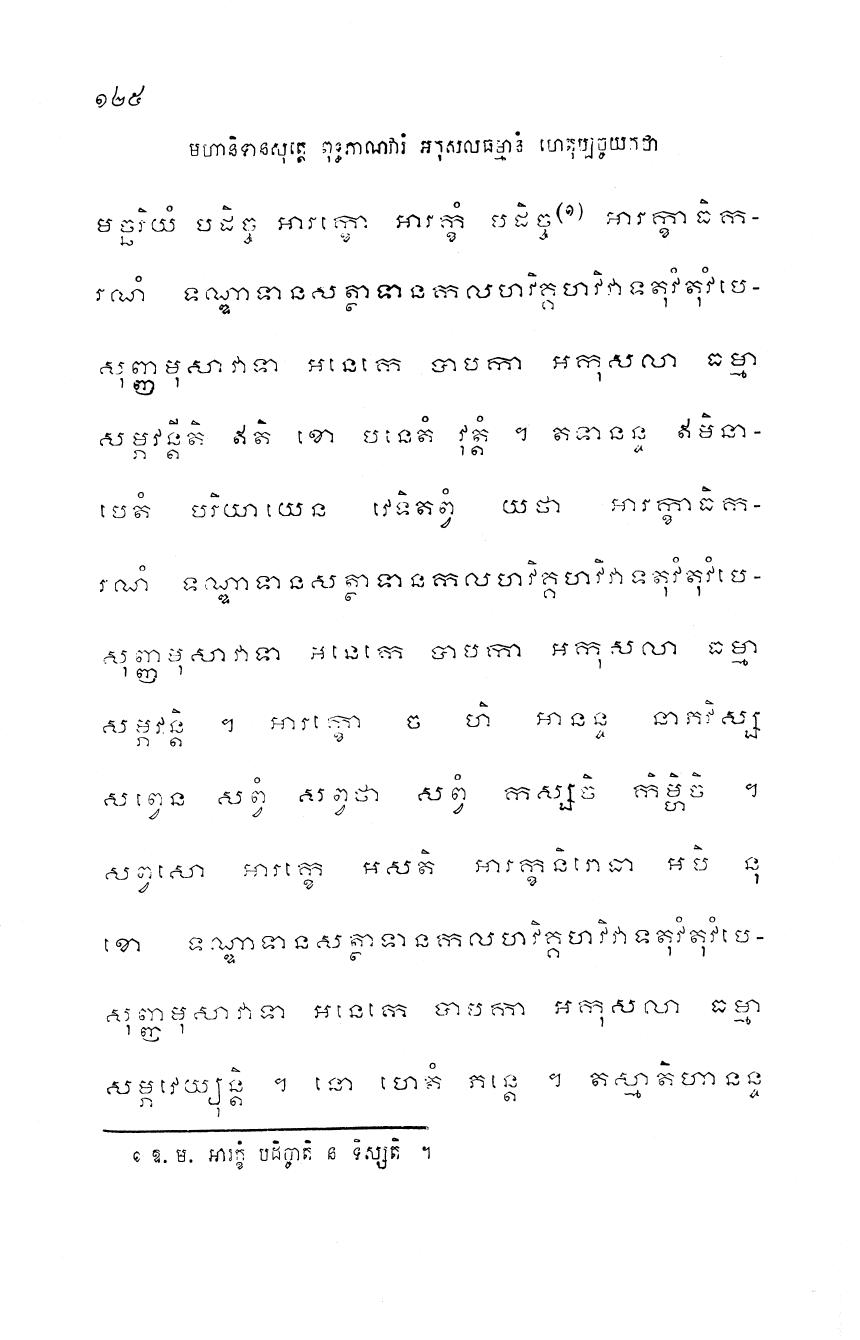 ១២៥
មហានិទានសុត្តេ ពុទ្ធភាណវារំ អកុសលធម្មានំ ហេតុប្បច្ចយកថា
មច្ឆរិយំ បដិច្ច អារក្ខោ អារក្ខំ បដិច្ច(១) អារក្ខាធិក-
រណំ ទណ្ឌាទានសត្ថាទានកលហវិគ្គហវិវាទតុវំតុវំបេ-
សុញ្ញមុសាវាទា អនេកេ បាបកា អកុសលា ធម្មា
សម្ភវន្តីតិ ឥតិ ខោ បនេតំ វុត្តំ ។ តទានន្ទ ឥមិនា-
បេតំ បរិយាយេន វេទិតព្វំ យថា អារក្ខាធិក-
រណំ ទណ្ឌាទានសត្ថាទានកលហវិគ្គហវិវាទតុវំតុវំបេ-
សុញ្ញមុសាវាទា អនេកេ បាបកា អកុសលា ធម្មា
សម្ភវន្តិ ។ អារក្ខោ ច ហិ អានន្ទ នាភវិស្ស
សព្វេន សព្វំ សព្វថា សព្វំ កស្សចិ កិម្ហិចិ ។
សព្វសោ អារក្ខេ អសតិ អារក្ខនិរោធា អបិ នុ
ខោ ទណ្ឌាទានសត្ថាទានកលហវិគ្គហវិវាទតុវំតុវំបេ-
សុញ្ញមុសាវាទា អនេកេ បាបកា អកុសលា ធម្មា
សម្ភវេយ្យុន្តិ ។ នោ ហេតំ ភន្តេ ។ តស្មាតិហានន្ទ
១ ឱ. ម. អារក្ខំ បដិច្ចាតិ ន ទិស្សតិ ។